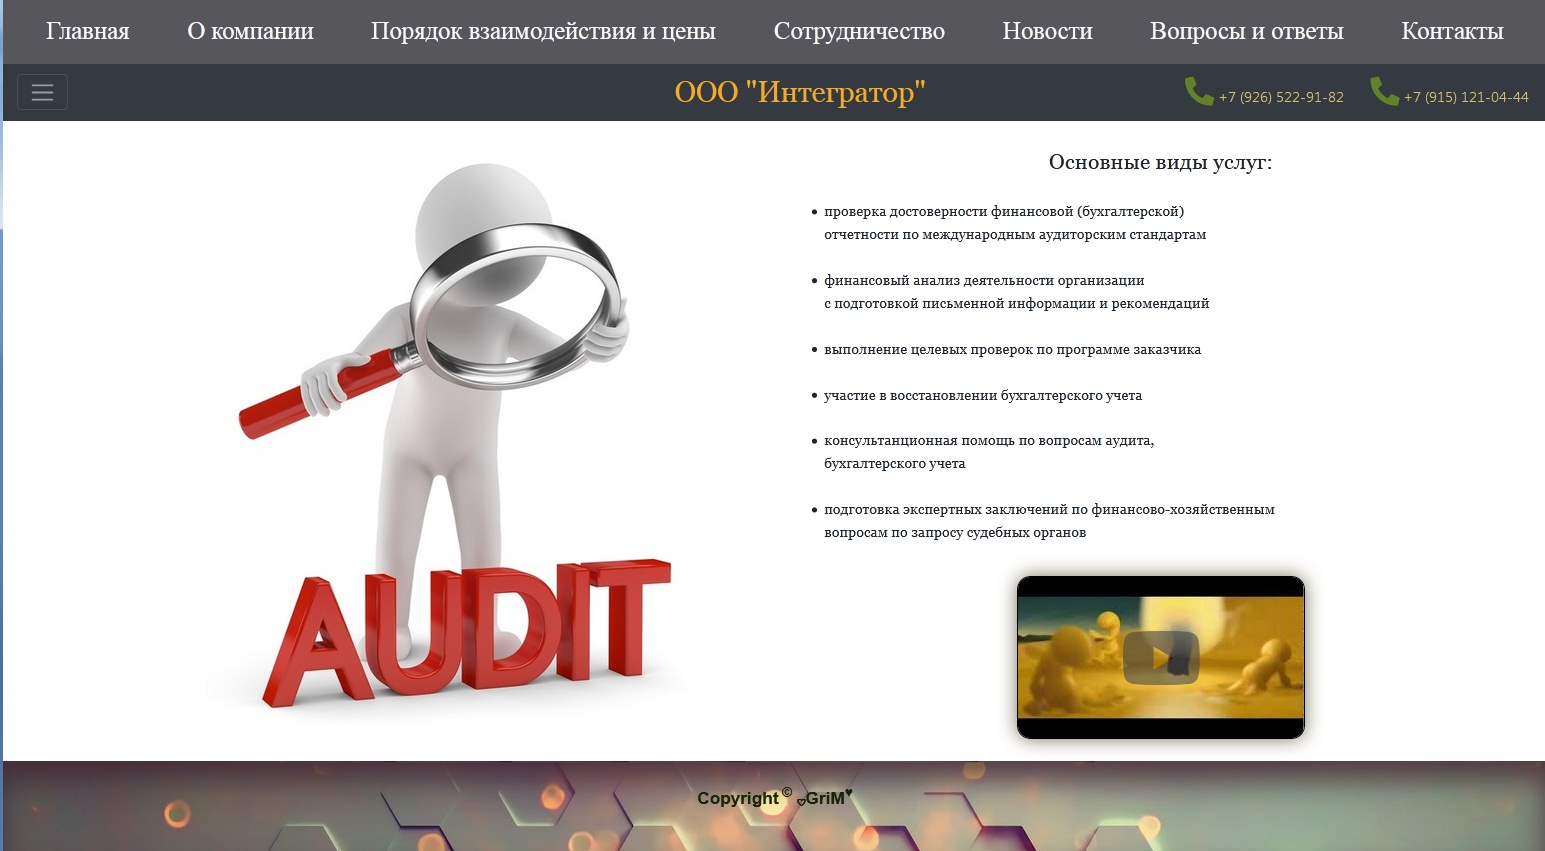 Главная О компании Порядок взаимодействия и цены Сотрудничество Новости Вопросы и ответы Контакты
ООО "Интегратор" +7 (926) 522-91-82 +7 (915) 121-04-44
Основные виды услуг:
• проверка достоверности финансовой (бухгалтерской)
отчетности по международным аудиторским стандартам
• финансовый анализ деятельности организации
с подготовкой письменной информации и рекомендаций
• выполнение целевых проверок по программе заказчика
• участие в восстановлении бухгалтерского учета
• консультанционная помощь по вопросам аудита,
бухгалтерского учета
• подготовка экспертных заключений по финансово-хозяйственным
вопросам по запросу судебных органов
AUDIT
Copyright © ღGriM♥